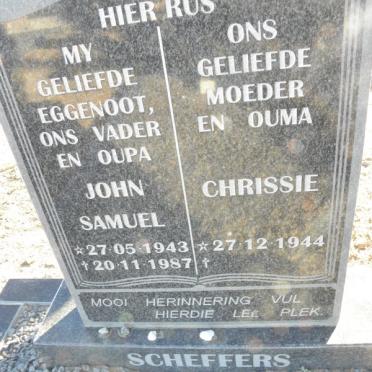 HIER RUS
MY
GELIEFDE
EGGENOOT,
ONS VADER
EN OUPA
JOHN
SAMUEL
☆27·05·1943
†20·11·1987
ONS
GELIEFDE
MOEDER
EN OUMA
CHRISSIE
☆27·12·1944
†
MOOI HERINNERING VUL
HIERDIE LEË PLEK.
SCHEFFERS